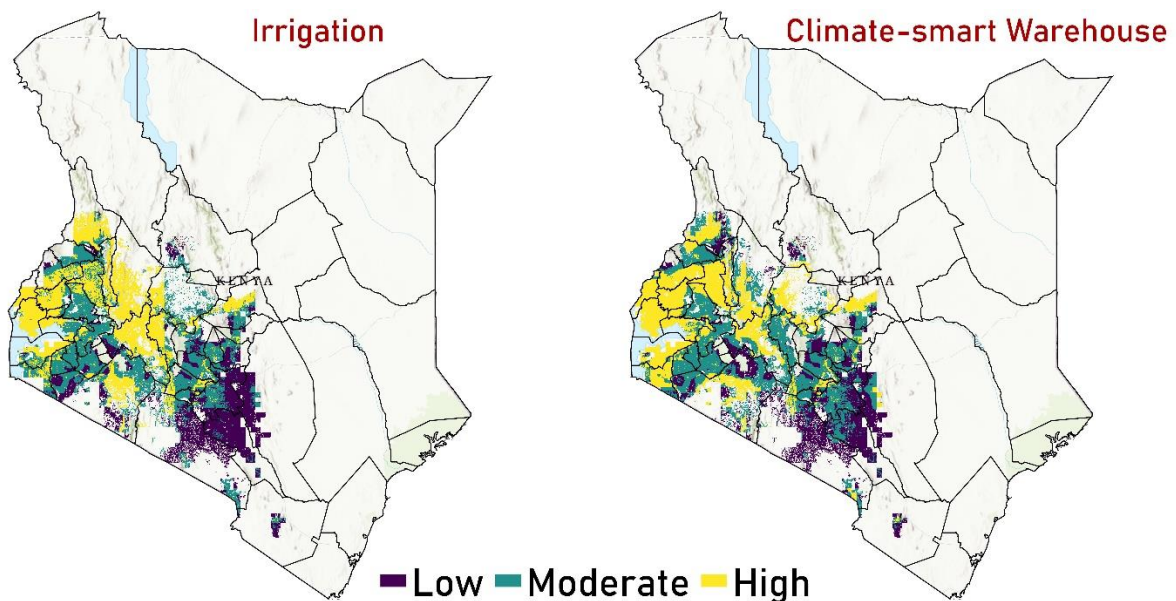 Irrigation
Climate-smart Warehouse
KENYA
KENYA
Low Moderate High